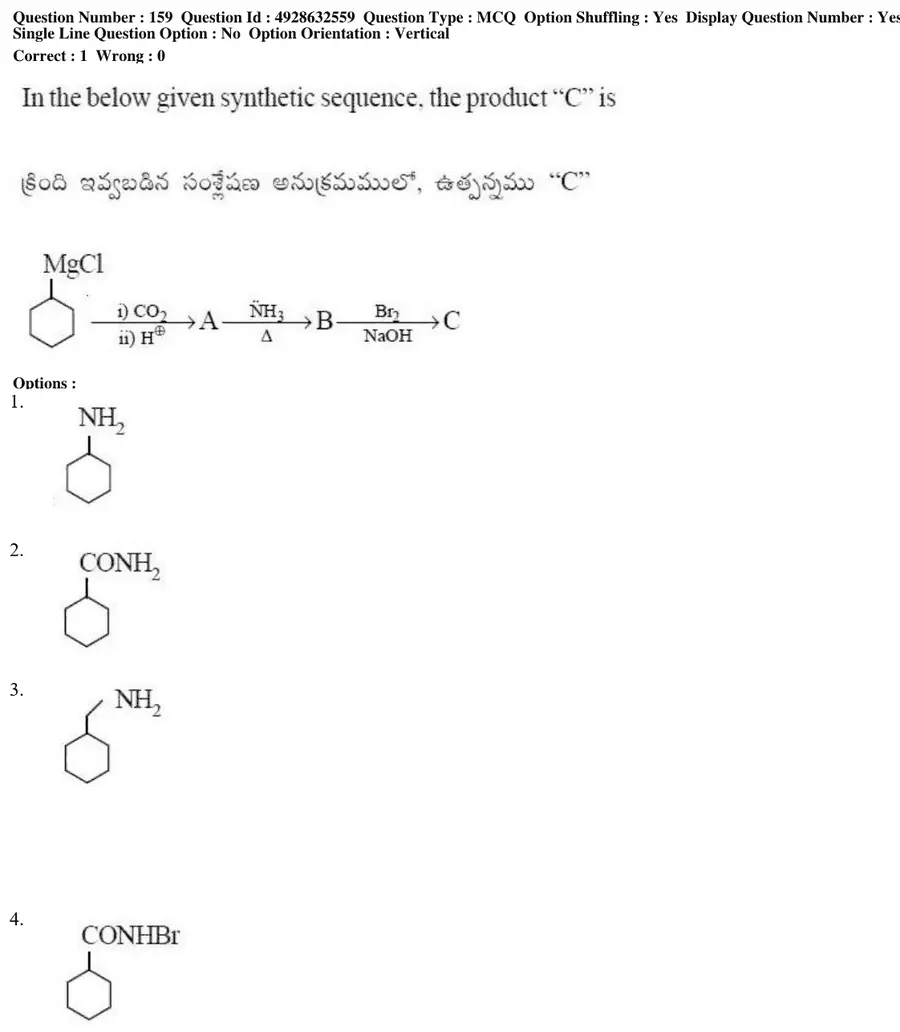 Question Number : 159 Question Id : 4928632559 Question Type : MCQ Option Shuffling : Yes Display Question Number : Yes
Single Line Question Option : No Option Orientation : Vertical
Correct : 1 Wrong : 0
In the below given synthetic sequence, the product “C” is
క్రింది ఇవ్వబడిన సంశ్లేషణ అనుక్రమములో, ఉత్పన్నము “C”
MgCl
i) CO₂
ii) H⊕
A
N̈H₃
Δ
B
Br₂
NaOH
C
Options :
1.
NH₂
2.
CONH₂
3.
NH₂
4.
CONHBr